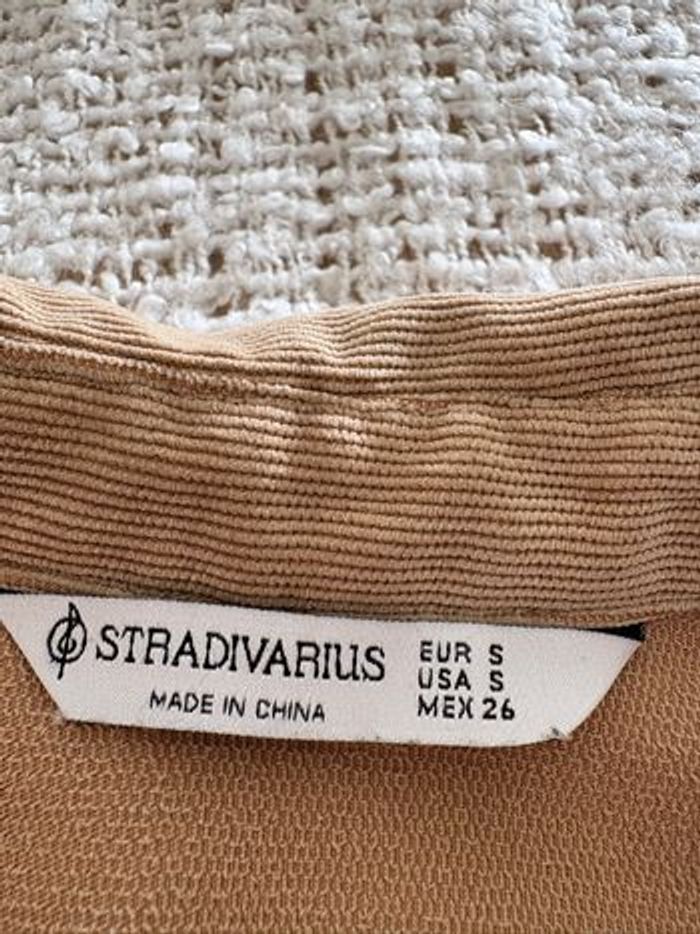 STRADIVARIUS
MADE IN CHINA
EUR S
USA S
MEX 26